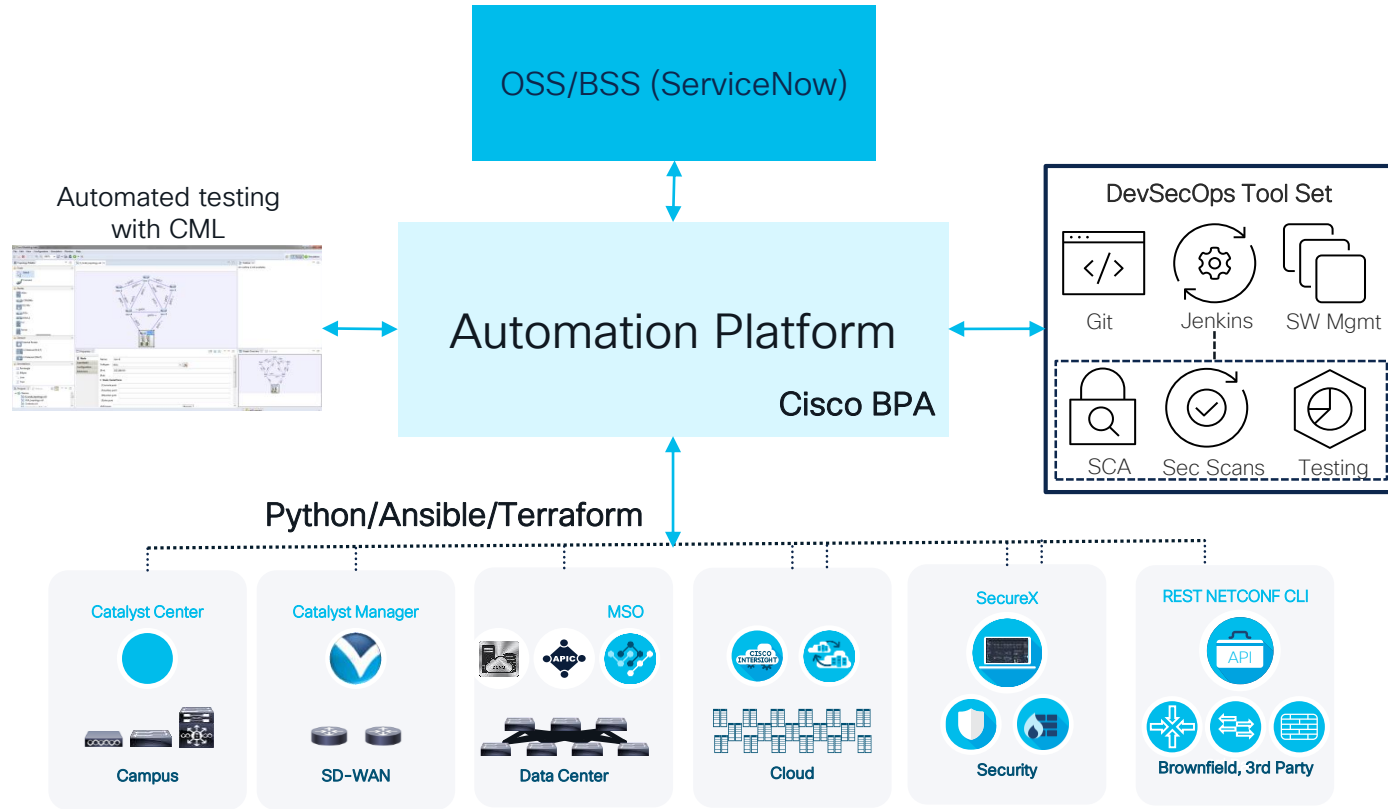 OSS/BSS (ServiceNow)
Automated testing
with CML
DevSecOps Tool Set
Git
Jenkins
SW Mgmt
Automation Platform
Cisco BPA
SCA
Sec Scans
Testing
Python/Ansible/Terraform
Catalyst Center
Catalyst Manager
MSO
SecureX
REST NETCONF CLI
APIC
CISCO
INTERSIGHT
API
Campus
SD-WAN
Data Center
Cloud
Security
Brownfield, 3rd Party